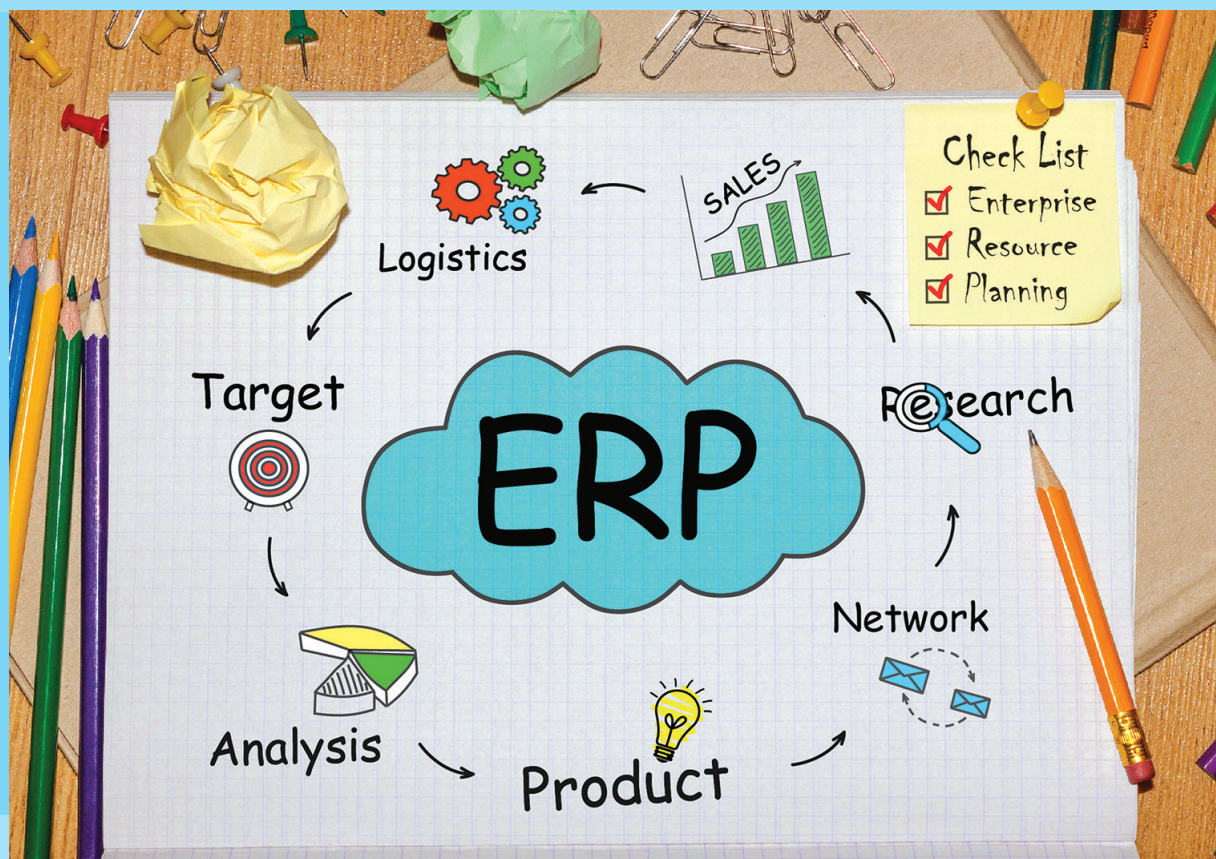 Check List
Enterprise
Resource
Planning
SALES
Logistics
Target
Research
ERP
Network
Analysis
Product